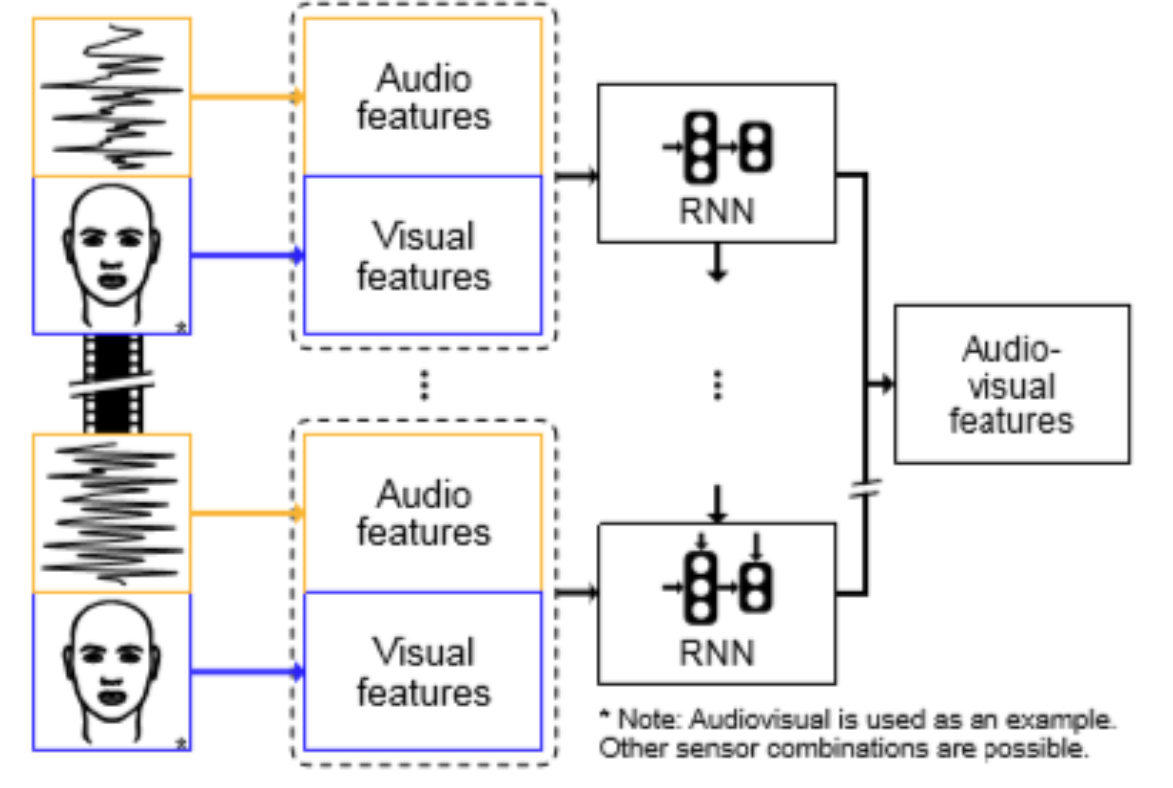 Audio
features
Visual
features
RNN
Audio-
visual
features
Audio
features
Visual
features
RNN
* Note: Audiovisual is used as an example.
Other sensor combinations are possible.